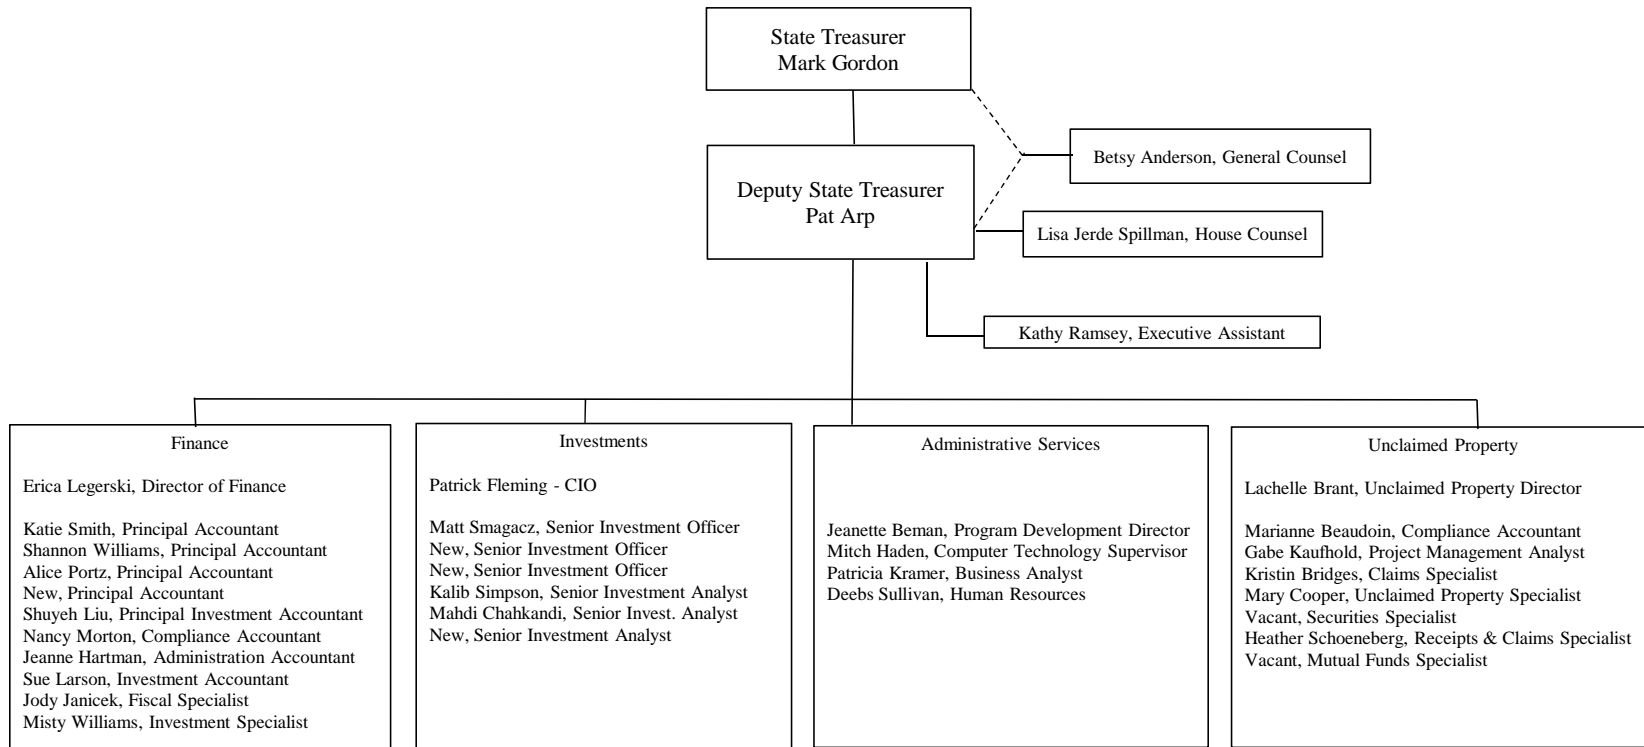 State Treasurer
Mark Gordon
Betsy Anderson, General Counsel
Deputy State Treasurer
Pat Arp
Lisa Jerde Spillman, House Counsel
Kathy Ramsey, Executive Assistant
Finance
Erica Legerski, Director of Finance
Katie Smith, Principal Accountant
Shannon Williams, Principal Accountant
Alice Portz, Principal Accountant
New, Principal Accountant
Shuyeh Liu, Principal Investment Accountant
Nancy Morton, Compliance Accountant
Jeanne Hartman, Administration Accountant
Sue Larson, Investment Accountant
Jody Janicek, Fiscal Specialist
Misty Williams, Investment Specialist
Investments
Patrick Fleming - CIO
Matt Smagacz, Senior Investment Officer
New, Senior Investment Officer
New, Senior Investment Officer
Kalib Simpson, Senior Investment Analyst
Mahdi Chahkandi, Senior Invest. Analyst
New, Senior Investment Analyst
Administrative Services
Jeanette Beman, Program Development Director
Mitch Haden, Computer Technology Supervisor
Patricia Kramer, Business Analyst
Deebs Sullivan, Human Resources
Unclaimed Property
Lachelle Brant, Unclaimed Property Director
Marianne Beaudoin, Compliance Accountant
Gabe Kaufhold, Project Management Analyst
Kristin Bridges, Claims Specialist
Mary Cooper, Unclaimed Property Specialist
Vacant, Securities Specialist
Heather Schoeneberg, Receipts & Claims Specialist
Vacant, Mutual Funds Specialist